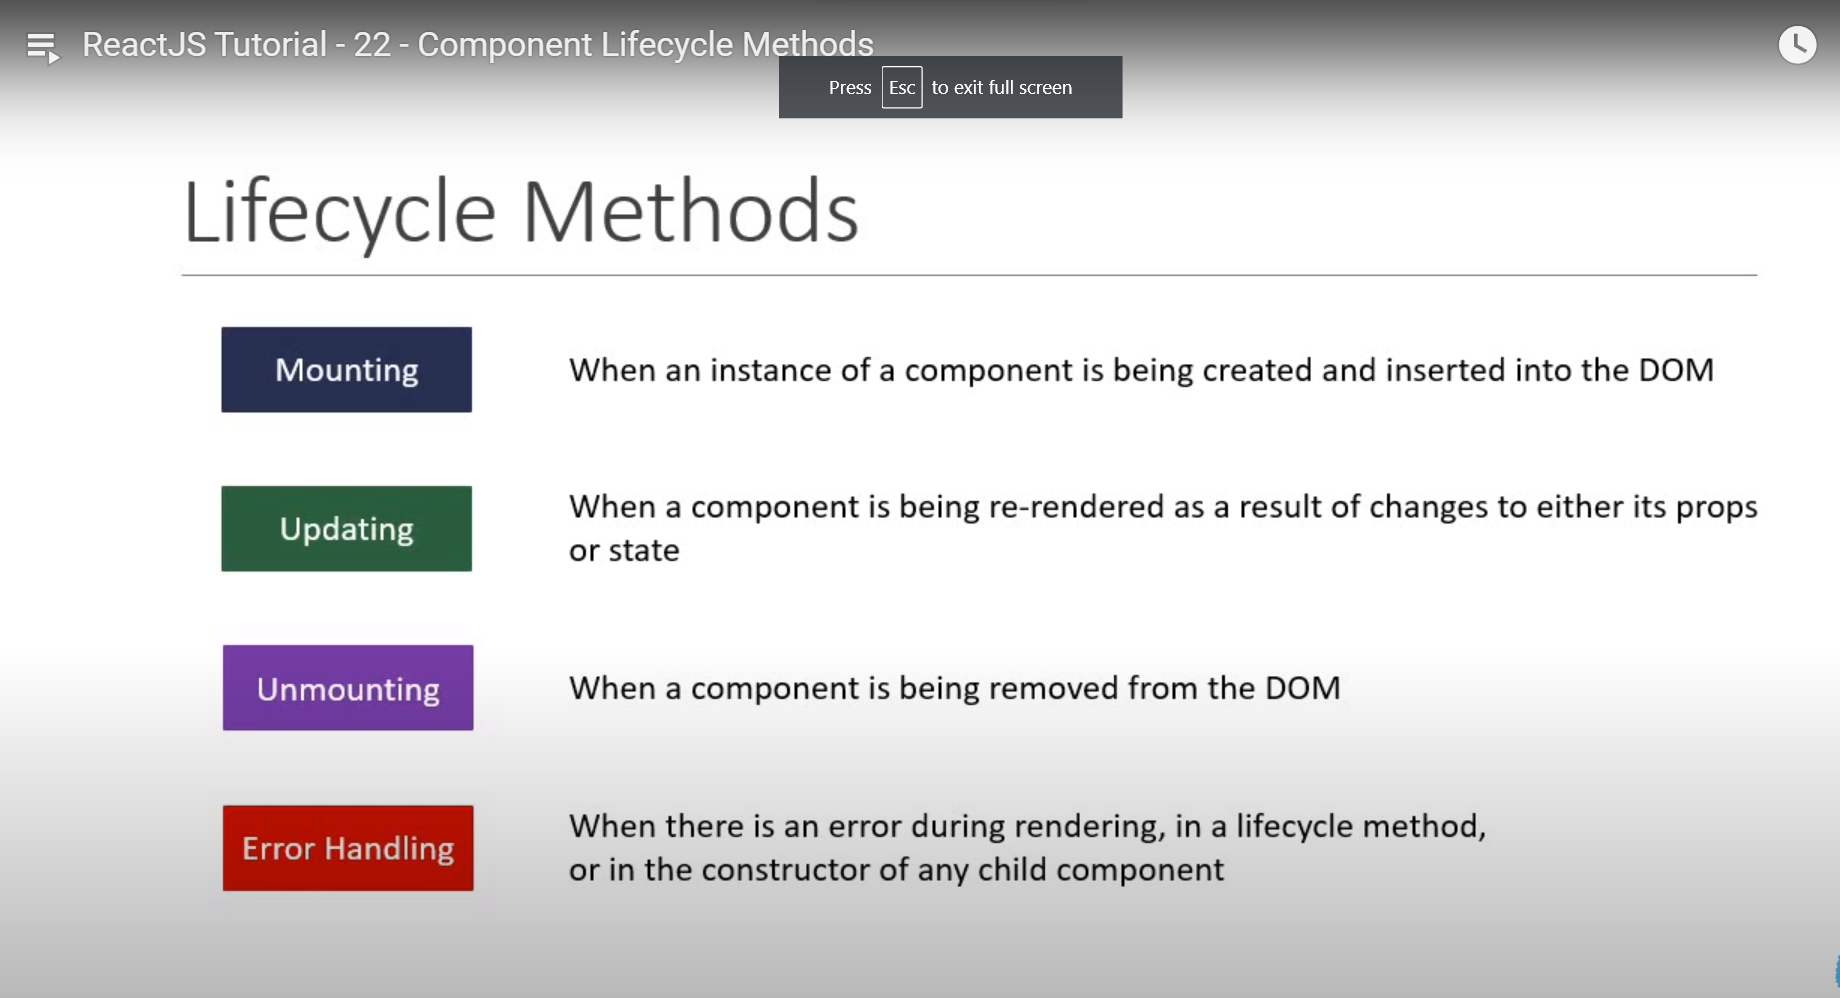 ReactJS Tutorial - 22 - Component Lifecycle Methods
Press Esc to exit full screen
Lifecycle Methods
Mounting
When an instance of a component is being created and inserted into the DOM
Updating
When a component is being re-rendered as a result of changes to either its props
or state
Unmounting
When a component is being removed from the DOM
Error Handling
When there is an error during rendering, in a lifecycle method,
or in the constructor of any child component